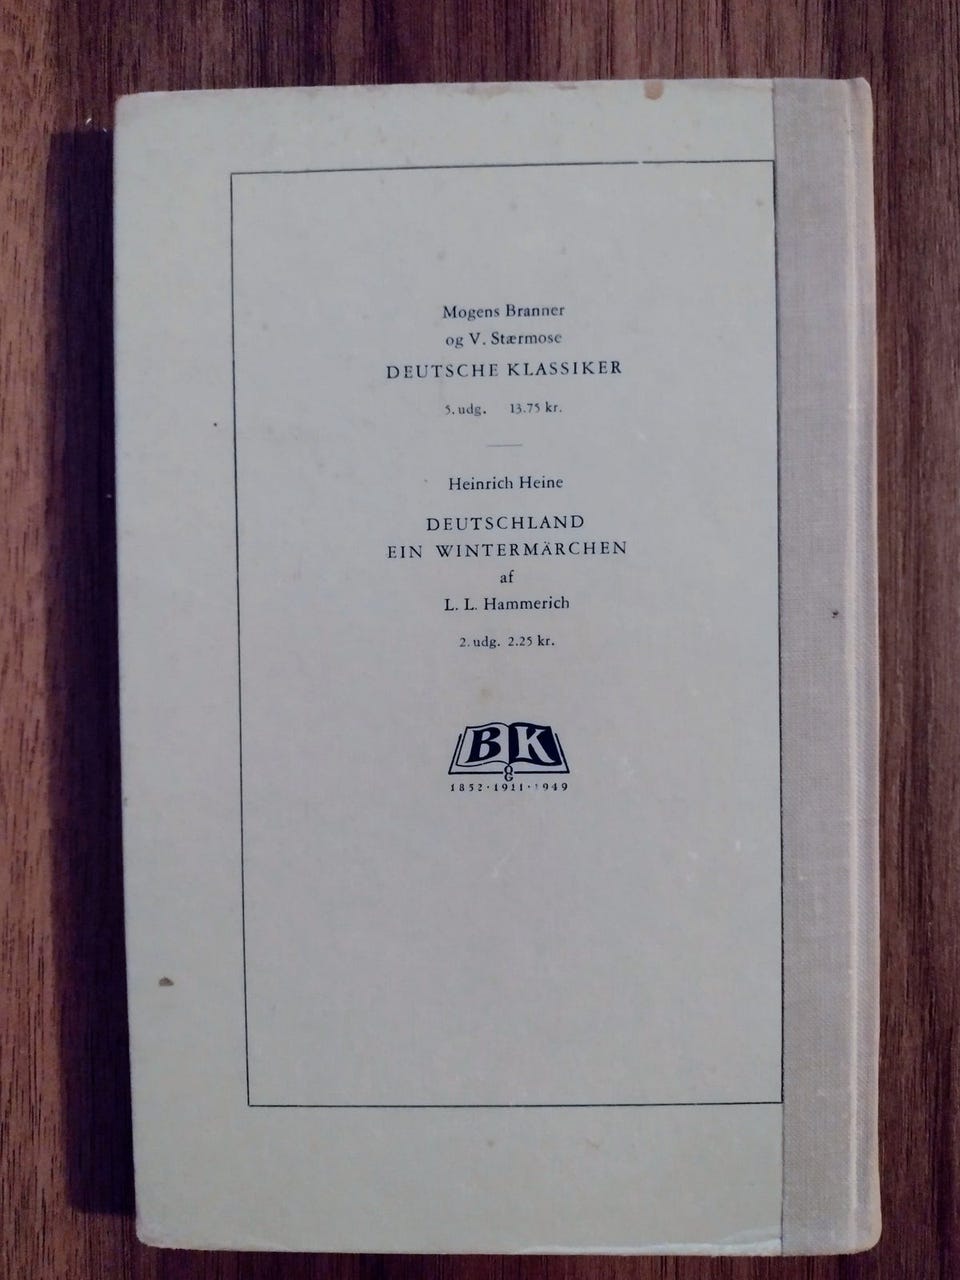 Mogens Branner
og V. Stærmose
DEUTSCHE KLASSIKER
5. udg. 13.75 kr.
Heinrich Heine
DEUTSCHLAND
EIN WINTERMÄRCHEN
af
L. L. Hammerich
2. udg. 2.25 kr.
B K
OG
1852 · 1911 · 1949